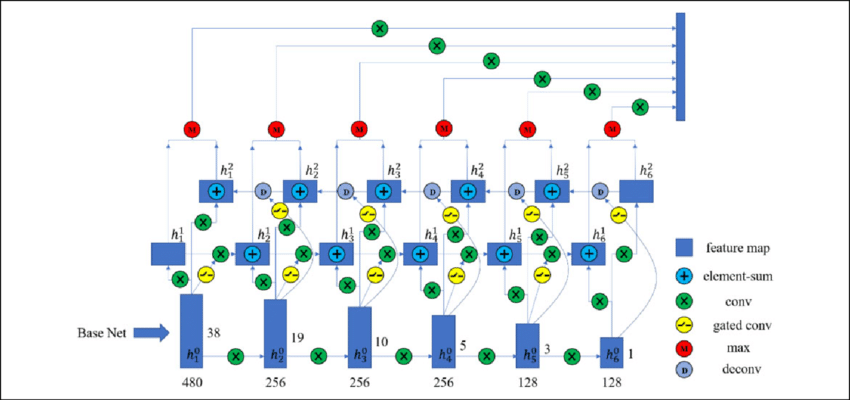 M M M M M M
h₁² h₂² h₃² h₄² h₅² h₆²
D D D D D
h₁¹ h₂¹ h₃¹ h₄¹ h₅¹ h₆¹
feature map
element-sum
conv
gated conv
M max
D deconv
Base Net
38 19 10 5 3 1
h₁⁰ h₂⁰ h₃⁰ h₄⁰ h₅⁰ h₆⁰
480 256 256 256 128 128